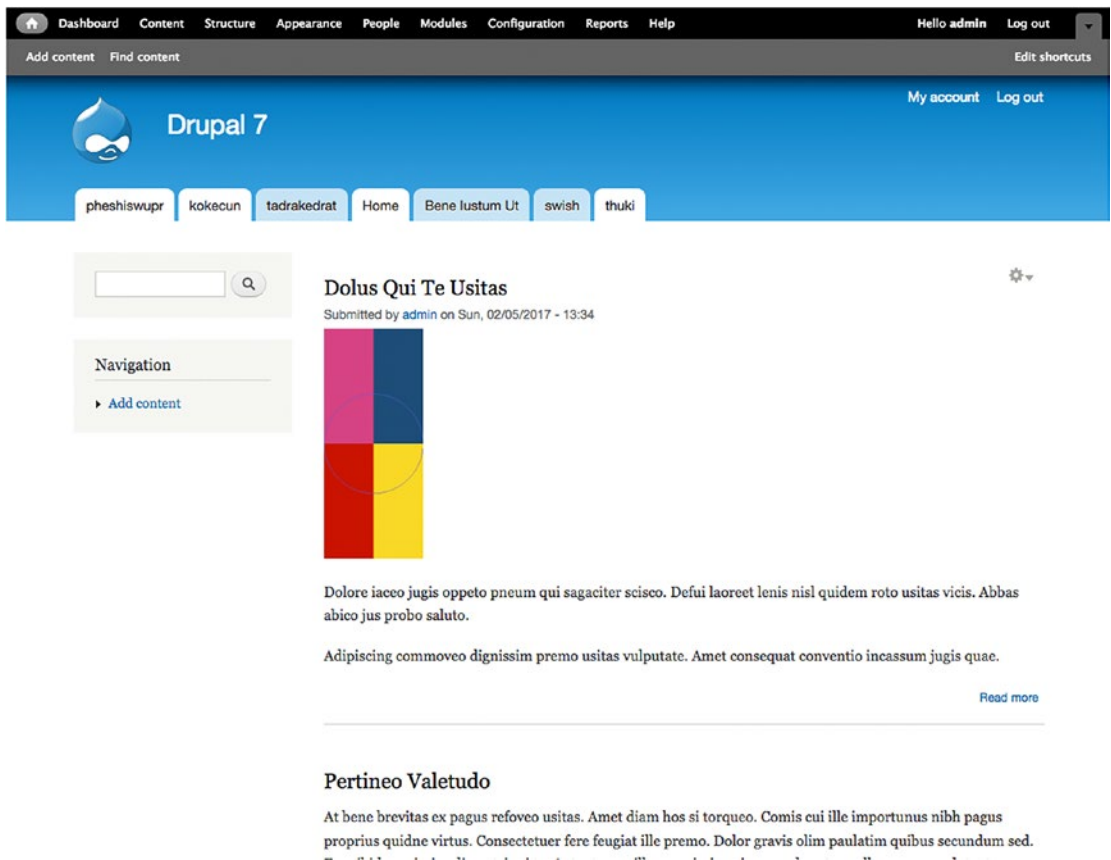 Dashboard Content Structure Appearance People Modules Configuration Reports Help Hello admin Log out
Add content Find content Edit shortcuts
My account Log out
Drupal 7
pheshiswupr kokecun tadrakedrat Home Bene Iustum Ut swish thuki
Dolus Qui Te Usitas
Submitted by admin on Sun, 02/05/2017 - 13:34
Navigation
Add content
Dolore iaceo jugis oppeto pneum qui sagaciter scisco. Defui laoreet lenis nisl quidem roto usitas vicis. Abbas
abico jus probo saluto.
Adipiscing commoveo dignissim premo usitas vulputate. Amet consequat conventio incassum jugis quae.
Read more
Pertineo Valetudo
At bene brevitas ex pagus refoveo usitas. Amet diam hos si torqueo. Comis cui ille importunus nibh pagus
proprius quidne virtus. Consectetuer fere feugiat ille premo. Dolor gravis olim paulatim quibus secundum sed.